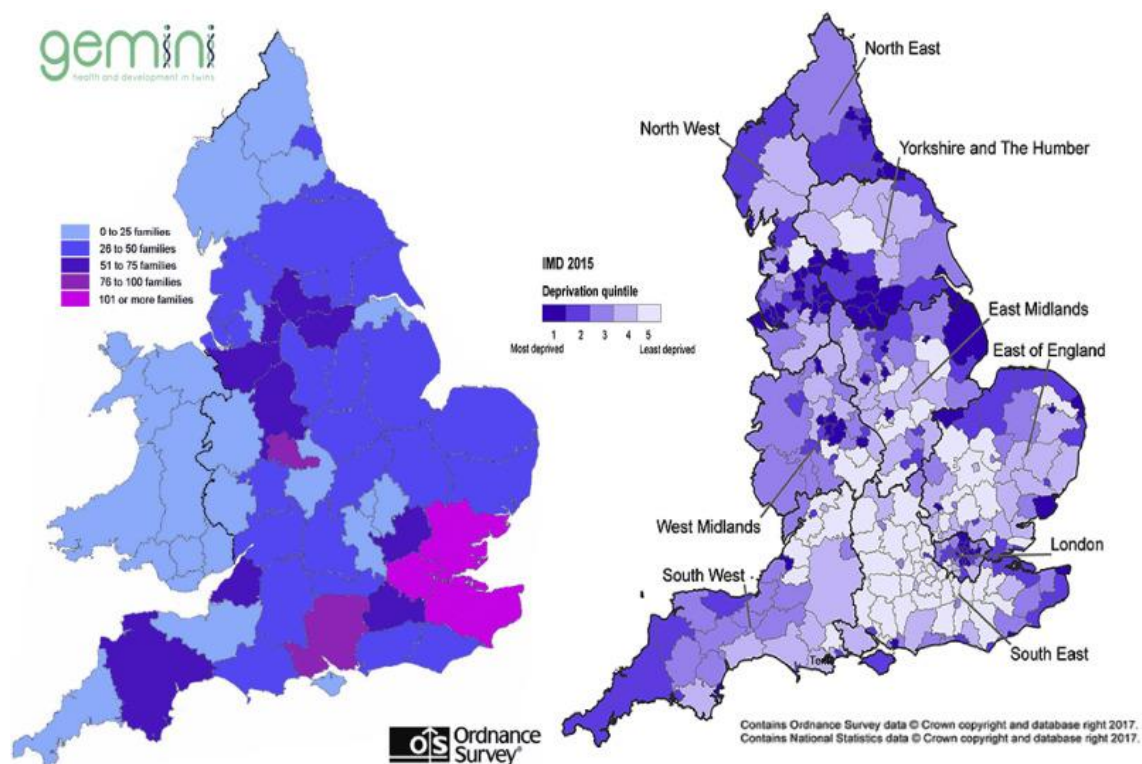 gemini
health and development in twins
0 to 25 families
26 to 50 families
51 to 75 families
76 to 100 families
101 or more families
OS Ordnance
Survey®
North East
North West
Yorkshire and The Humber
IMD 2015
Deprivation quintile
1 2 3 4 5
Most deprived Least deprived
East Midlands
East of England
West Midlands
London
South West
South East
Contains Ordnance Survey data © Crown copyright and database right 2017.
Contains National Statistics data © Crown copyright and database right 2017.